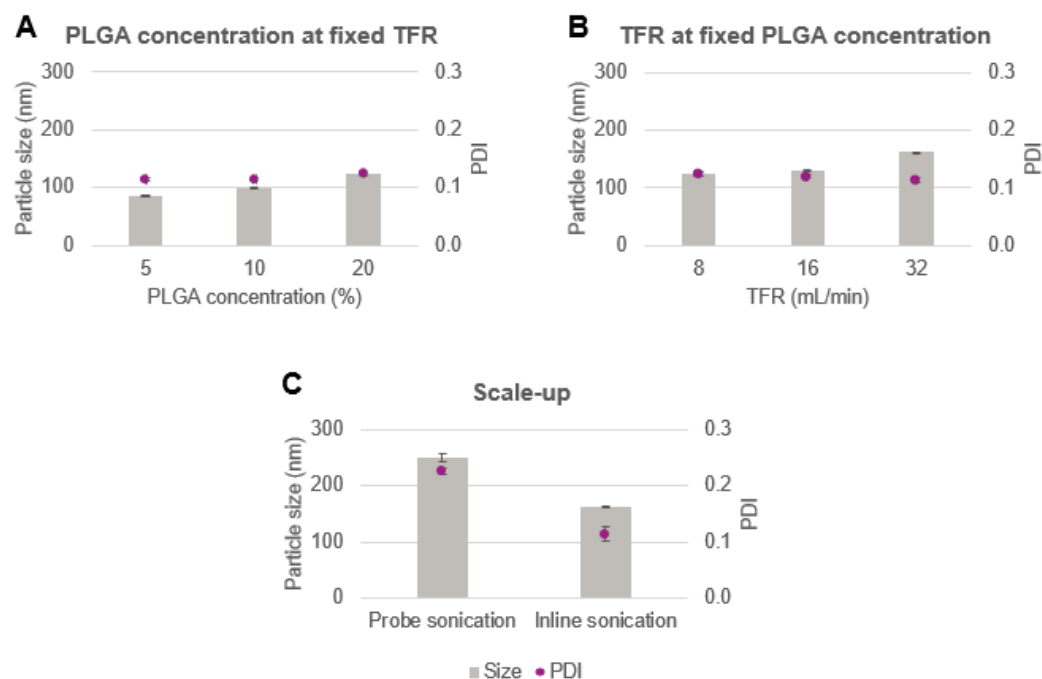 A PLGA concentration at fixed TFR
300 0.3
200 0.2
100 0.1
0 0.0
Particle size (nm)
PDI
5 10 20
PLGA concentration (%)
B TFR at fixed PLGA concentration
300 0.3
200 0.2
100 0.1
0 0.0
Particle size (nm)
PDI
8 16 32
TFR (mL/min)
C Scale-up
300 0.3
200 0.2
100 0.1
0 0.0
Particle size (nm)
PDI
Probe sonication Inline sonication
Size PDI